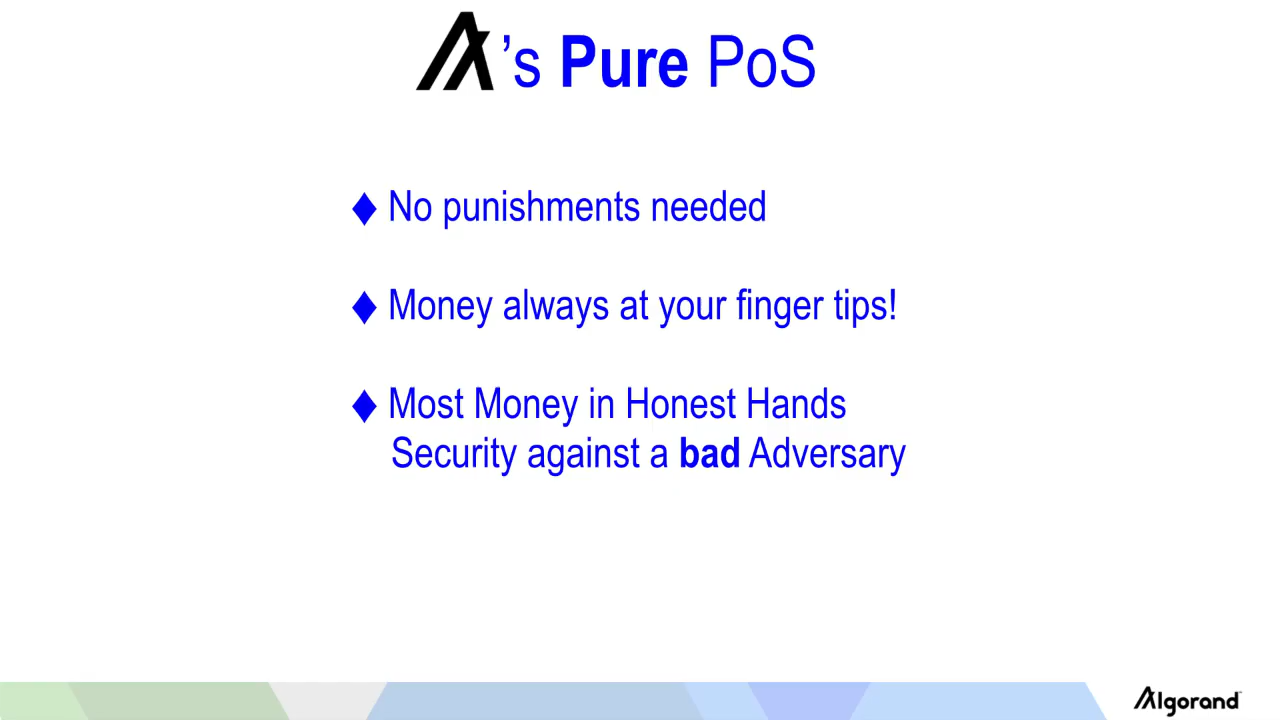 's Pure PoS
♦ No punishments needed
♦ Money always at your finger tips!
♦ Most Money in Honest Hands
Security against a bad Adversary
Algorand